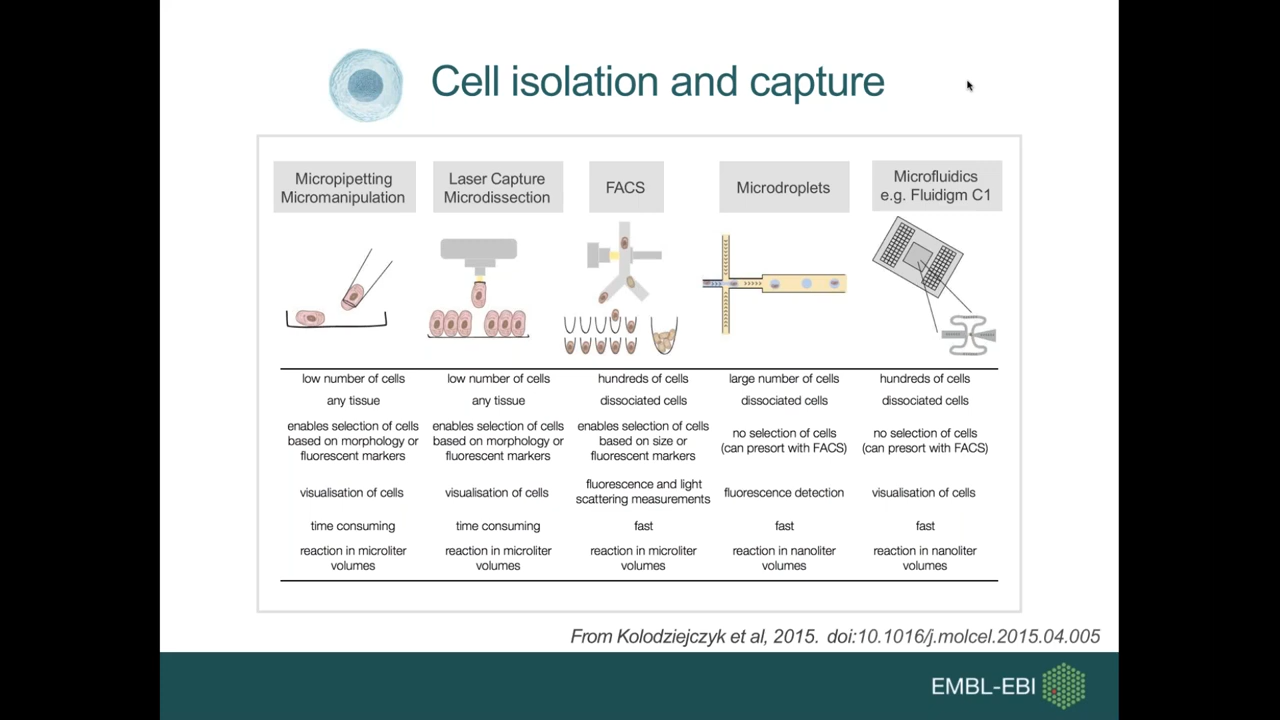 Cell isolation and capture
Micropipetting
Micromanipulation
Laser Capture
Microdissection
FACS
Microdroplets
Microfluidics
e.g. Fluidigm C1
low number of cells
low number of cells
hundreds of cells
large number of cells
hundreds of cells
any tissue
any tissue
dissociated cells
dissociated cells
dissociated cells
enables selection of cells
based on morphology or
fluorescent markers
enables selection of cells
based on morphology or
fluorescent markers
enables selection of cells
based on size or
fluorescent markers
no selection of cells
(can presort with FACS)
no selection of cells
(can presort with FACS)
visualisation of cells
visualisation of cells
fluorescence and light
scattering measurements
fluorescence detection
visualisation of cells
time consuming
time consuming
fast
fast
fast
reaction in microliter
volumes
reaction in microliter
volumes
reaction in microliter
volumes
reaction in nanoliter
volumes
reaction in nanoliter
volumes
From Kolodziejczyk et al, 2015. doi:10.1016/j.molcel.2015.04.005
EMBL-EBI